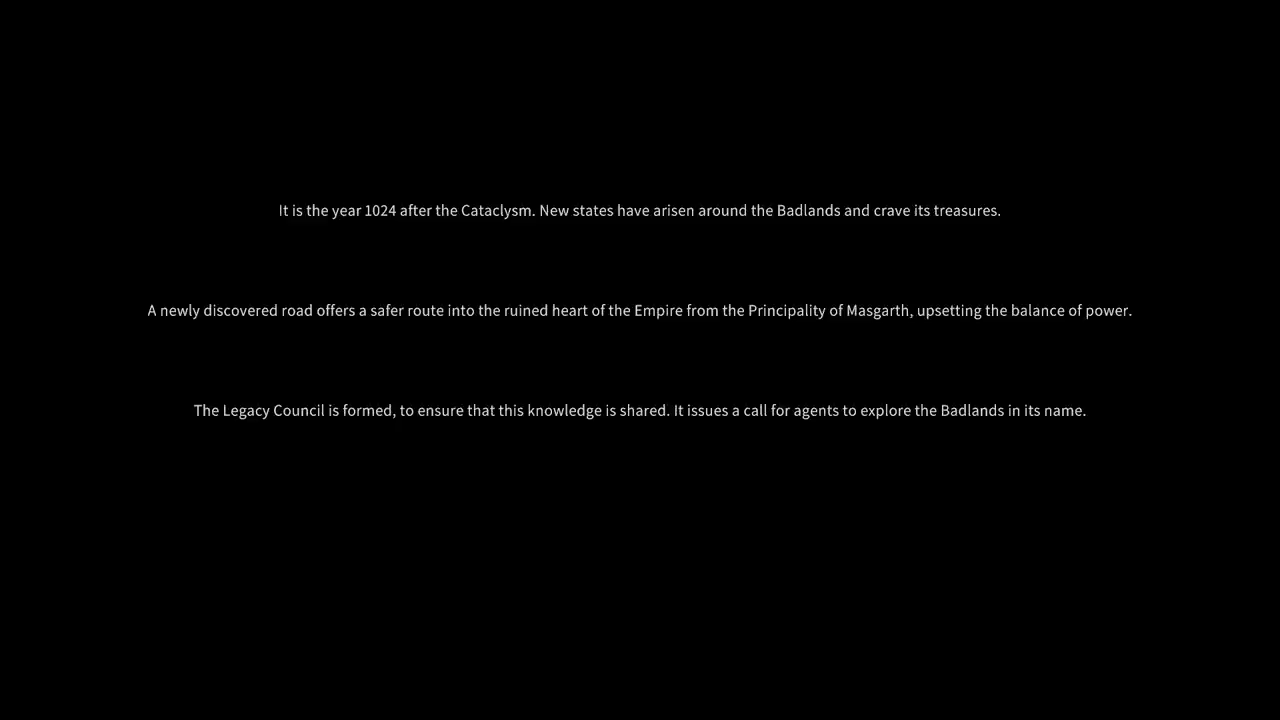 It is the year 1024 after the Cataclysm. New states have arisen around the Badlands and crave its treasures.
A newly discovered road offers a safer route into the ruined heart of the Empire from the Principality of Masgarth, upsetting the balance of power.
The Legacy Council is formed, to ensure that this knowledge is shared. It issues a call for agents to explore the Badlands in its name.